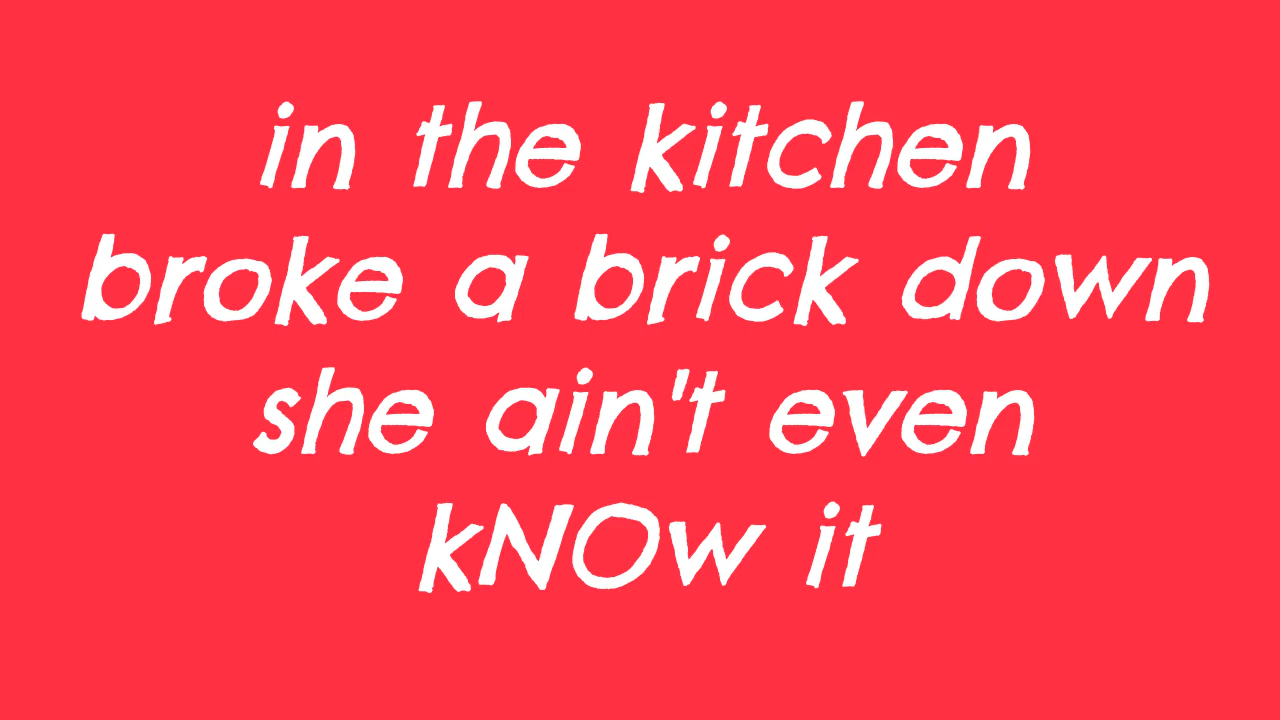 in the kitchen
broke a brick down
she ain't even
kNOw it